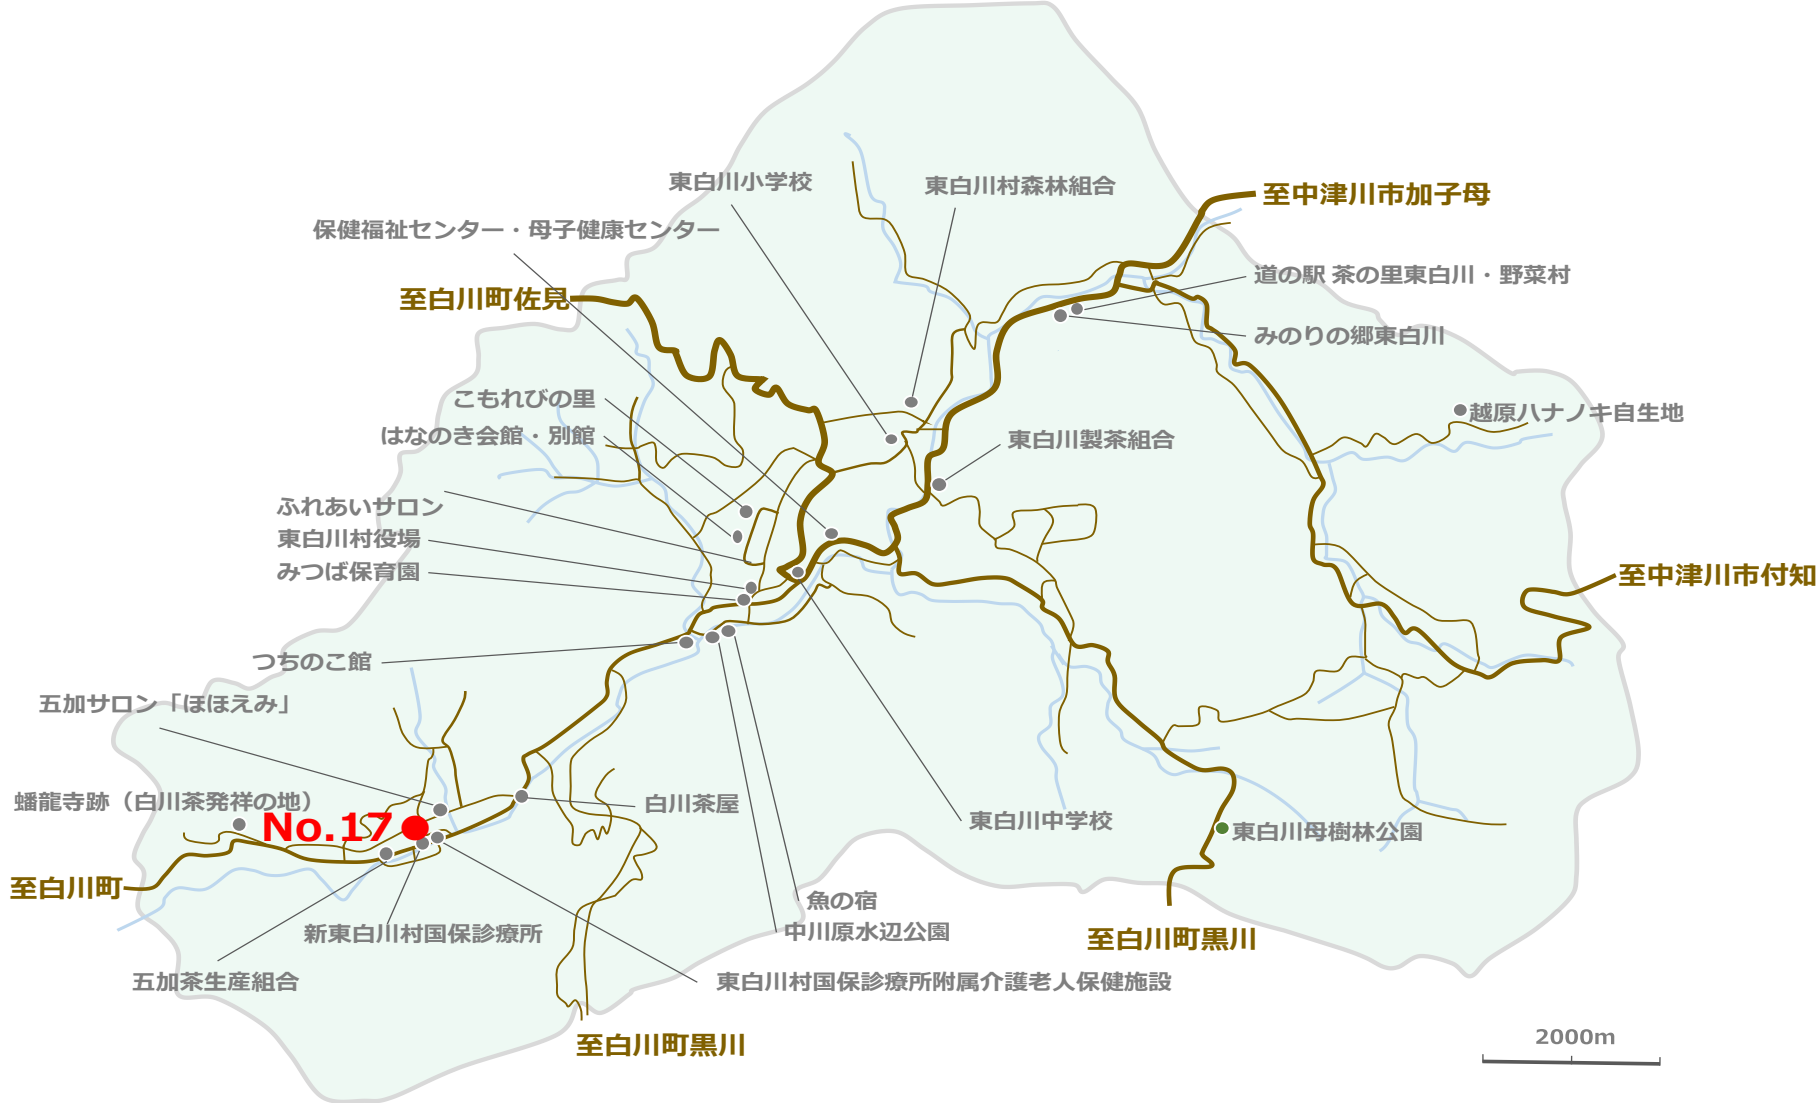 東白川小学校
東白川村森林組合
至中津川市加子母
保健福祉センター・母子健康センター
道の駅 茶の里東白川・野菜村
至白川町佐見
みのりの郷東白川
こもれびの里
越原ハナノキ自生地
はなのき会館・別館
東白川製茶組合
ふれあいサロン
東白川村役場
みつば保育園
至中津川市付知
つちのこ館
五加サロン「ほほえみ」
蟠龍寺跡（白川茶発祥の地）
白川茶屋
No.17
東白川中学校
東白川母樹林公園
至白川町
魚の宿
新東白川村国保診療所
中川原水辺公園
至白川町黒川
五加茶生産組合
東白川村国保診療所附属介護老人保健施設
至白川町黒川
2000m